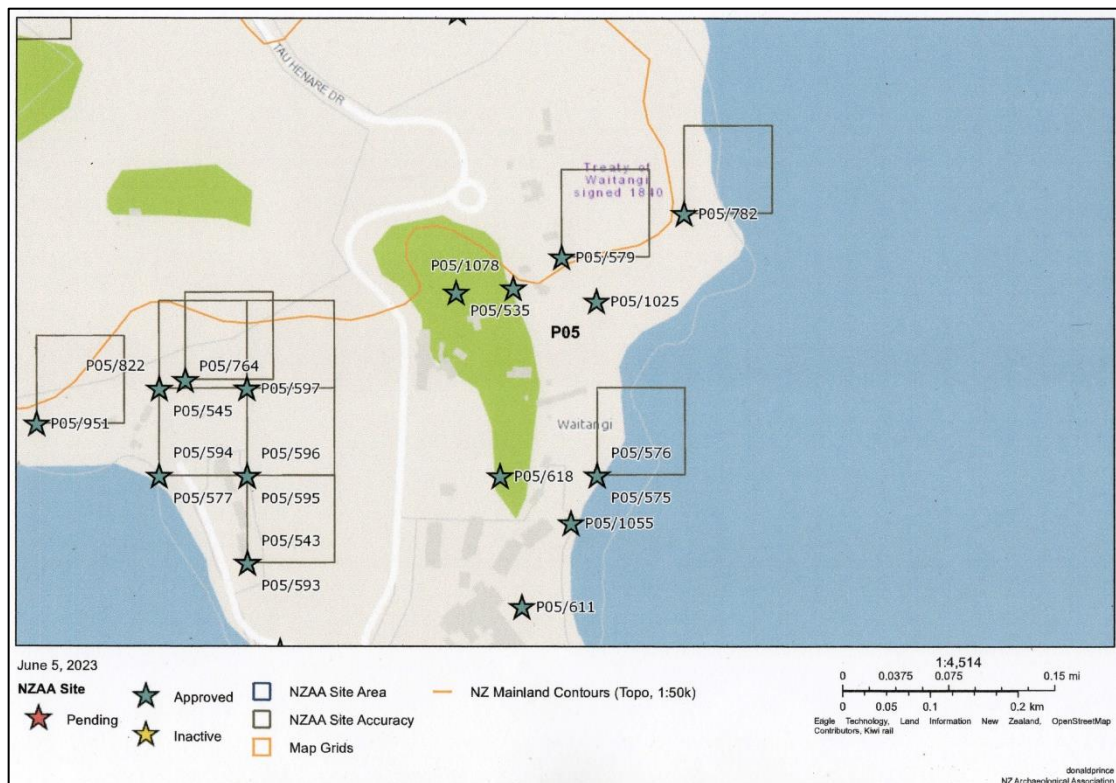 TAU HENARE DR
Treaty of
Waitangi
signed 1840
P05/782
P05/579
P05/1078
P05/535
P05/1025
P05
P05/822
P05/764
P05/545
P05/597
P05/951
Waitangi
P05/594
P05/596
P05/618
P05/576
P05/577
P05/595
P05/575
P05/1055
P05/543
P05/593
P05/611
June 5, 2023
NZAA Site
Pending
Approved
Inactive
NZAA Site Area
NZAA Site Accuracy
Map Grids
NZ Mainland Contours (Topo, 1:50k)
1:4,514
0 0.0375 0.075 0.15 mi
0 0.05 0.1 0.2 km
Eagle Technology, Land Information New Zealand, OpenStreetMap
Contributors, Kiwi rail
donaldprince
NZ Archaeological Association